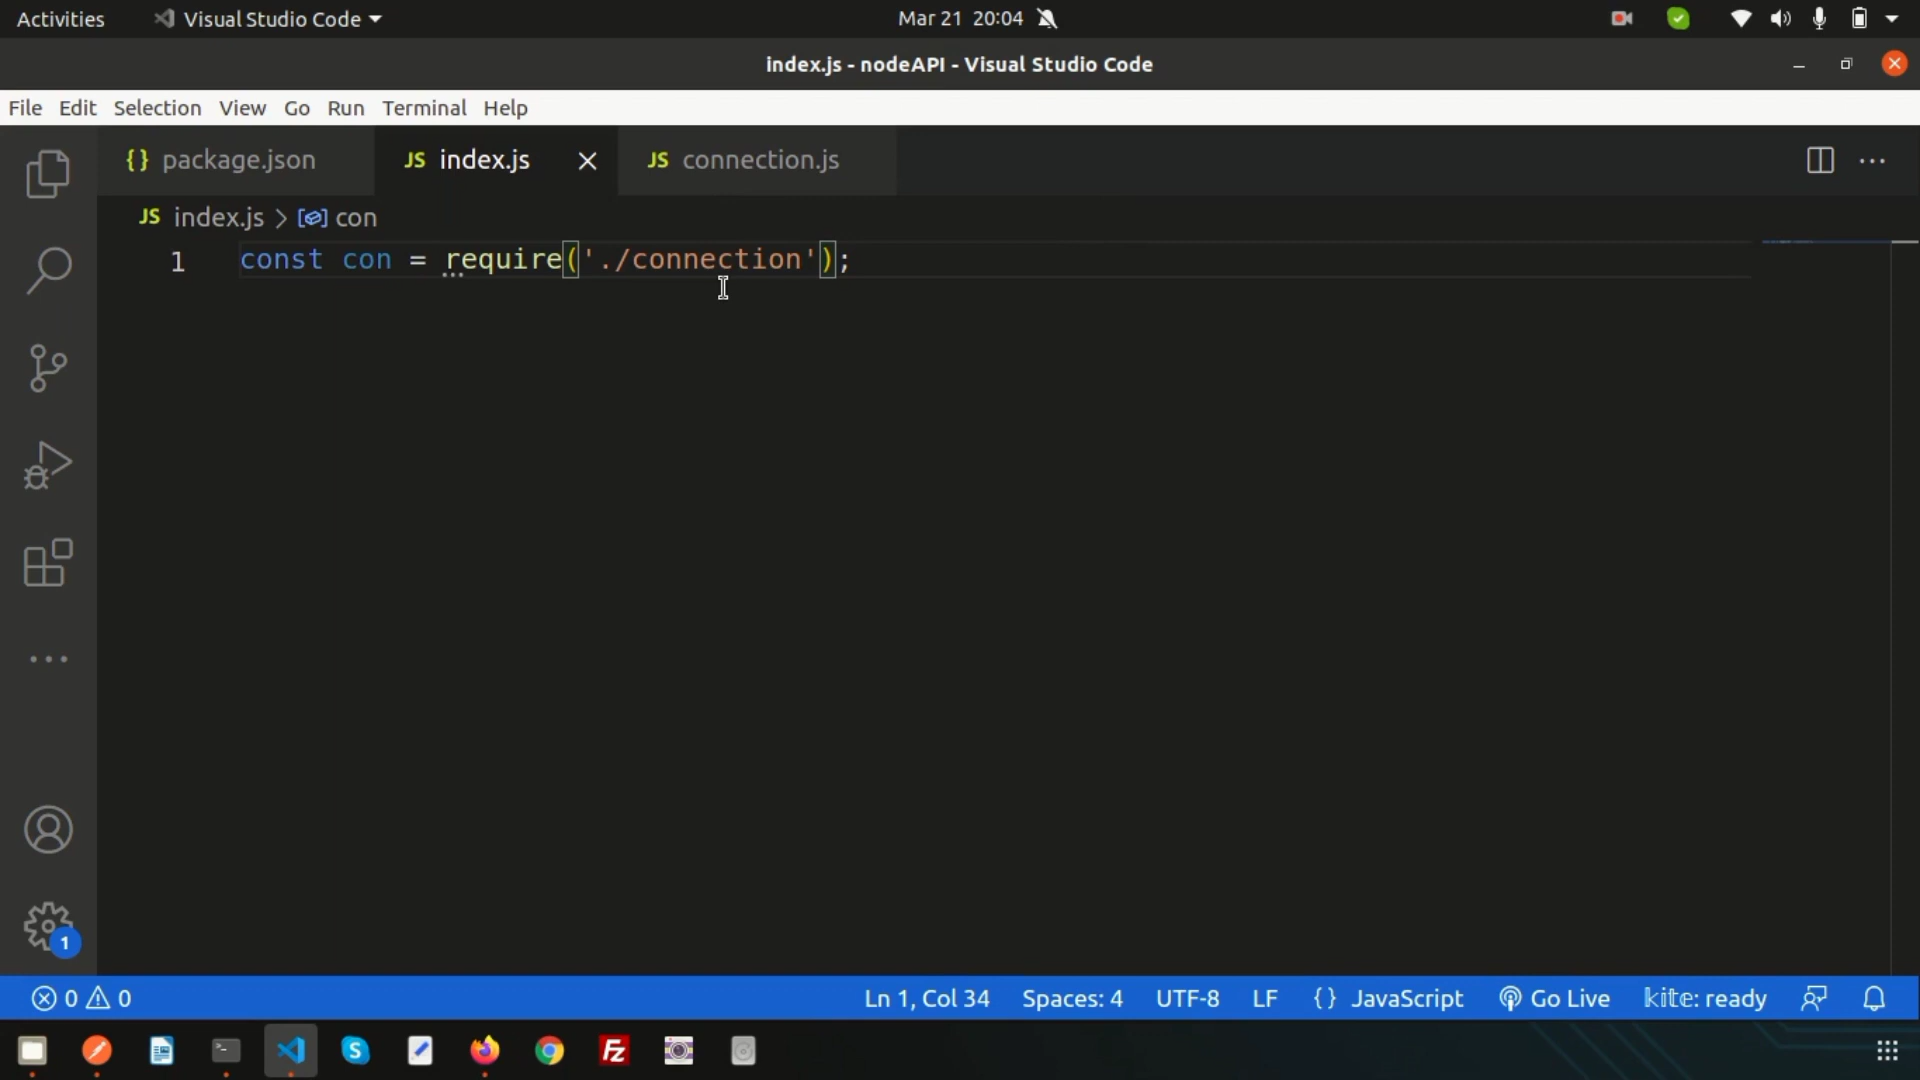 Activities Visual Studio Code Mar 21 20:04
index.js - nodeAPI - Visual Studio Code
File Edit Selection View Go Run Terminal Help
{} package.json JS index.js JS connection.js
JS index.js > con
1 const con = require('./connection');
1
0 0 Ln 1, Col 34 Spaces: 4 UTF-8 LF {} JavaScript Go Live kite: ready